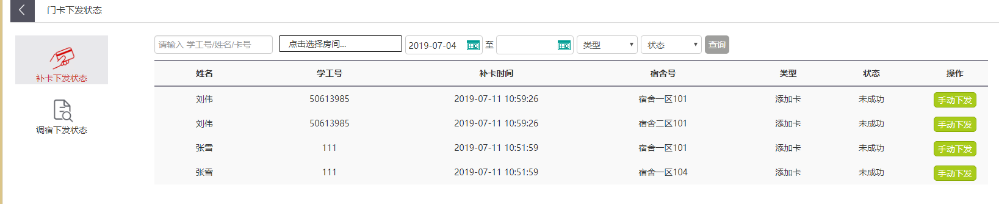 门卡下发状态
补卡下发状态
调宿下发状态
请输入 学工号/姓名/卡号 点击选择房间... 2019-07-04 至 类型 状态 查询
姓名 学工号 补卡时间 宿舍号 类型 状态 操作
刘伟 50613985 2019-07-11 10:59:26 宿舍一区101 添加卡 未成功 手动下发
刘伟 50613985 2019-07-11 10:59:26 宿舍二区101 添加卡 未成功 手动下发
张雪 111 2019-07-11 10:51:59 宿舍一区101 添加卡 未成功 手动下发
张雪 111 2019-07-11 10:51:59 宿舍一区104 添加卡 未成功 手动下发